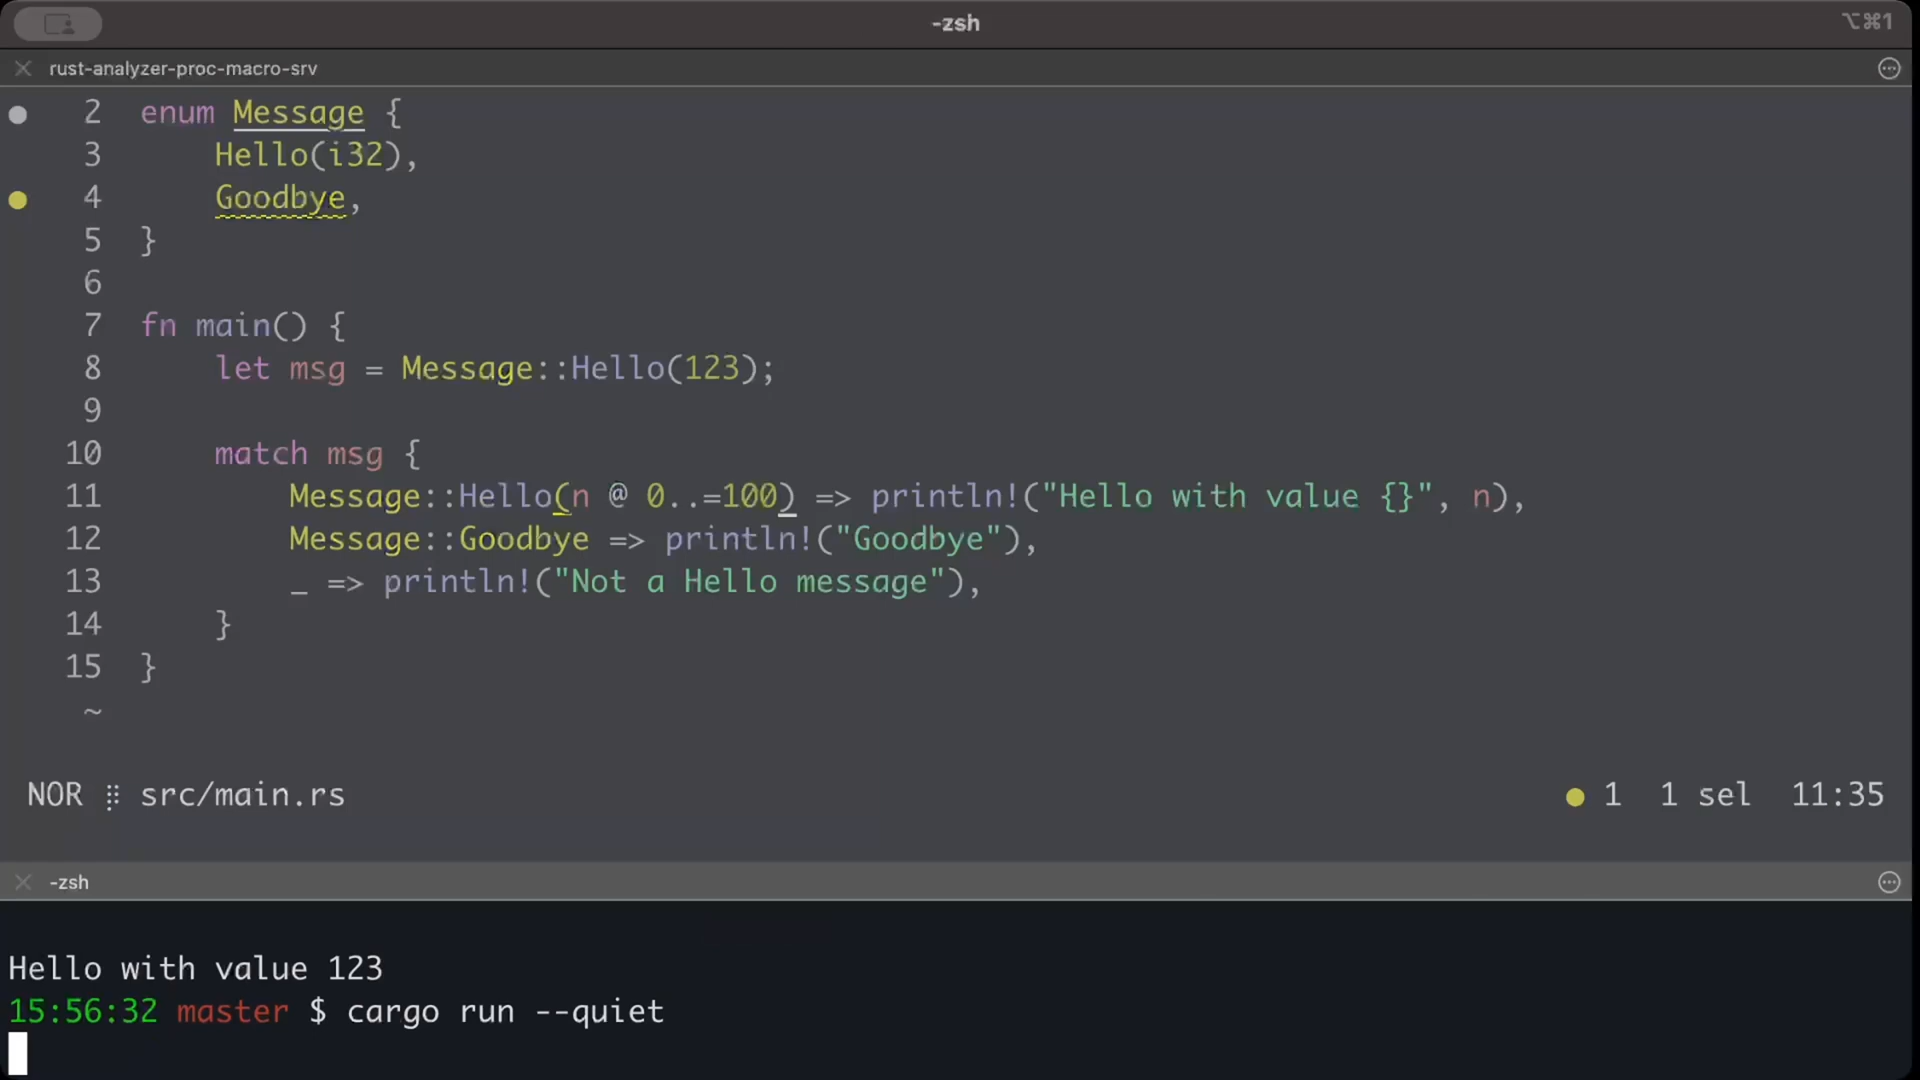 -zsh ⌥⌘1
rust-analyzer-proc-macro-srv
2 enum Message {
3     Hello(i32),
4     Goodbye,
5 }
6
7 fn main() {
8     let msg = Message::Hello(123);
9
10     match msg {
11         Message::Hello(n @ 0..=100) => println!("Hello with value {}", n),
12         Message::Goodbye => println!("Goodbye"),
13         _ => println!("Not a Hello message"),
14     }
15 }
~
NOR ⣿ src/main.rs ● 1 1 sel 11:35
-zsh
Hello with value 123
15:56:32 master $ cargo run --quiet